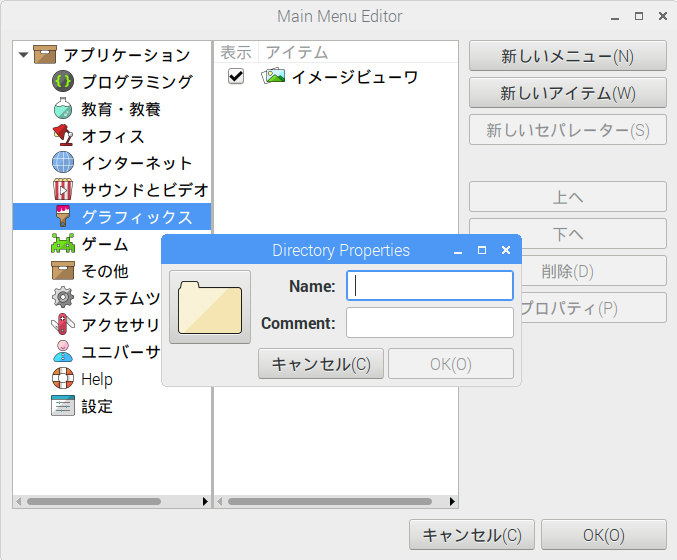 Main Menu Editor
アプリケーション
プログラミング
教育・教養
オフィス
インターネット
サウンドとビデオ
グラフィックス
ゲーム
その他
システムツ
アクセサリ
ユニバーサ
Help
設定
表示 アイテム
イメージビューワ
新しいメニュー(N)
新しいアイテム(W)
新しいセパレーター(S)
上へ
下へ
削除(D)
プロパティ(P)
Directory Properties
Name:
Comment:
キャンセル(C) OK(O)
キャンセル(C) OK(O)